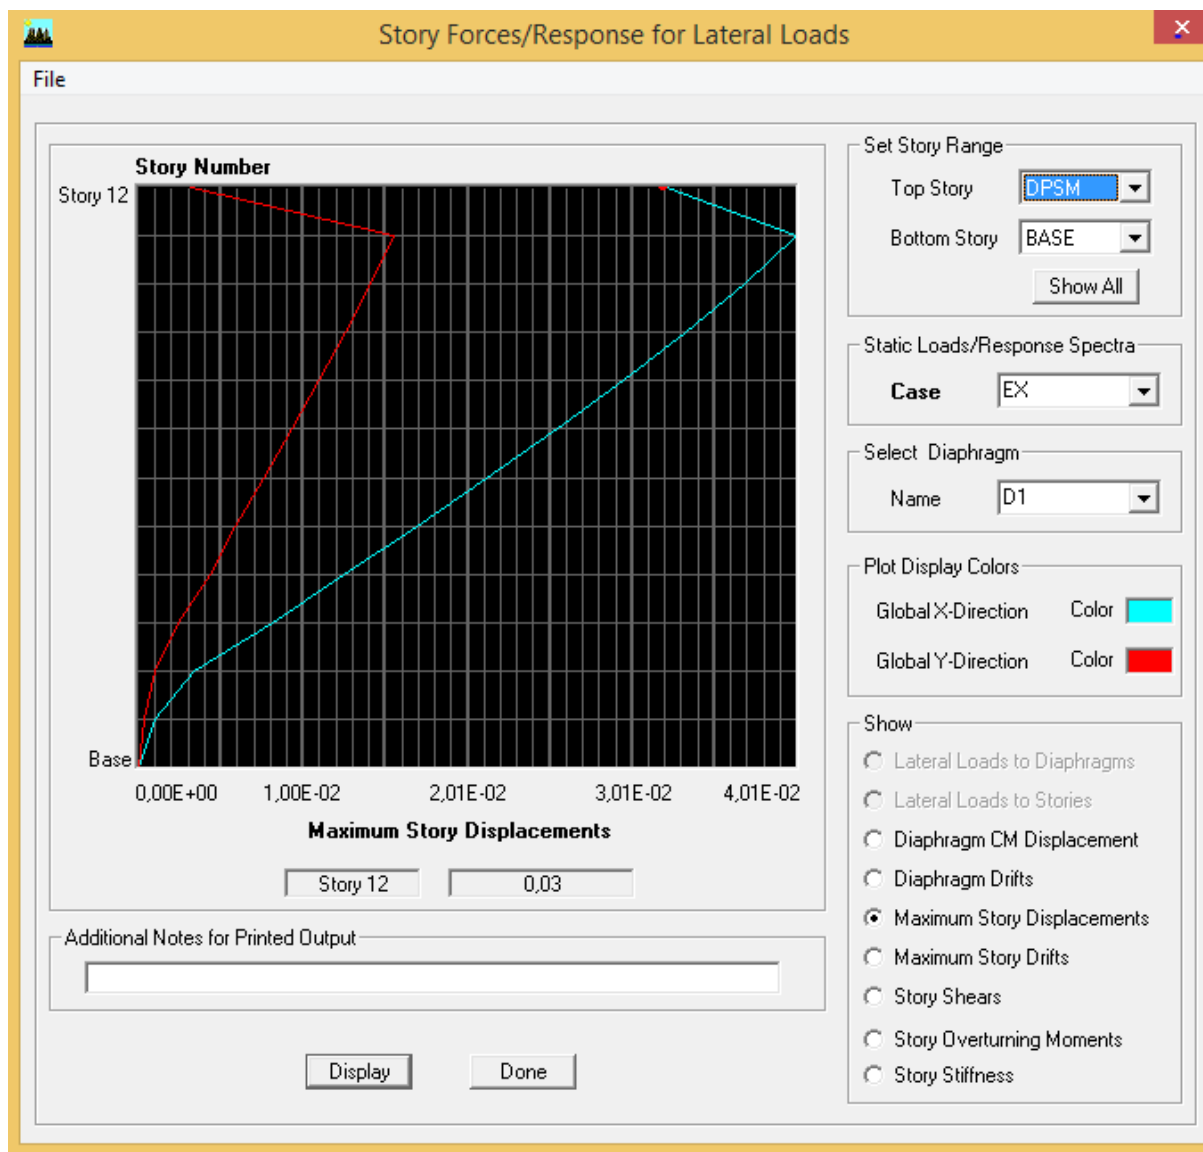 Story Forces/Response for Lateral Loads
File
Story Number
Story 12
Base
0,00E+00 1,00E-02 2,01E-02 3,01E-02 4,01E-02
Maximum Story Displacements
Story 12 0,03
Additional Notes for Printed Output
Display Done
Set Story Range
Top Story DPSM
Bottom Story BASE
Show All
Static Loads/Response Spectra
Case EX
Select Diaphragm
Name D1
Plot Display Colors
Global X-Direction Color
Global Y-Direction Color
Show
Lateral Loads to Diaphragms
Lateral Loads to Stories
Diaphragm CM Displacement
Diaphragm Drifts
Maximum Story Displacements
Maximum Story Drifts
Story Shears
Story Overturning Moments
Story Stiffness